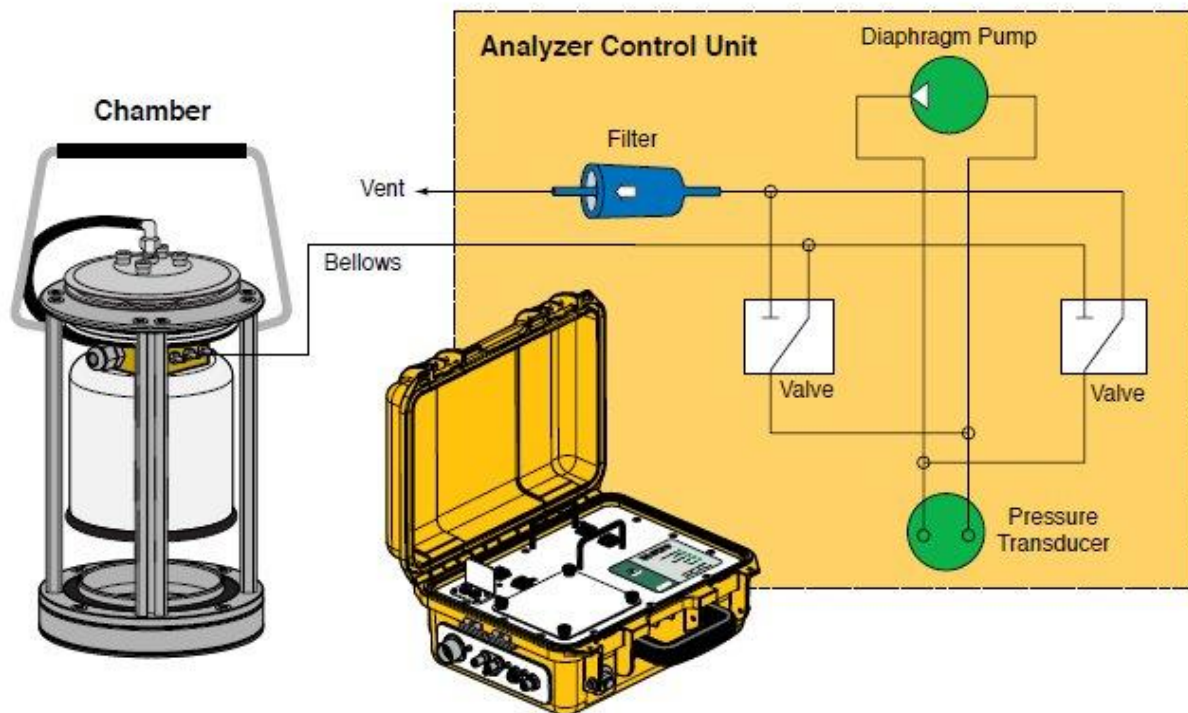 Analyzer Control Unit
Diaphragm Pump
Chamber
Filter
Vent
Bellows
Valve
Valve
Pressure
Transducer